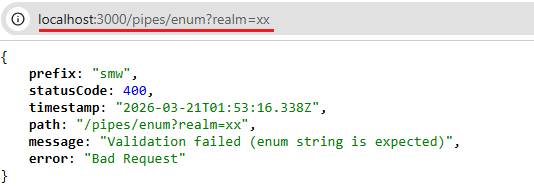 localhost:3000/pipes/enum?realm=xx
{
prefix: "smw",
statusCode: 400,
timestamp: "2026-03-21T01:53:16.338Z",
path: "/pipes/enum?realm=xx",
message: "Validation failed (enum string is expected)",
error: "Bad Request"
}